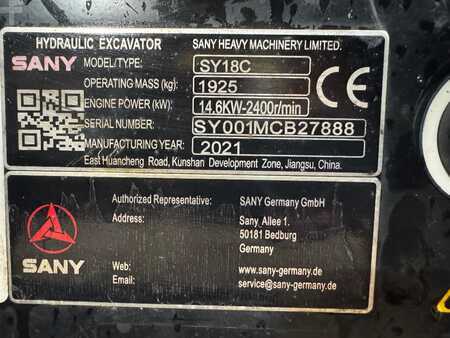 HYDRAULIC EXCAVATOR SANY HEAVY MACHINERY LIMITED.
SANY MODEL/TYPE: SY18C
OPERATING MASS (kg): 1925
ENGINE POWER (kW): 14.6KW-2400r/min
SERIAL NUMBER: SY001MCB27888
MANUFACTURING YEAR: 2021
CE
East Huancheng Road, Kunshan Development Zone, Jiangsu, China.
Authorized Representative: SANY Germany GmbH
Address: Sany Allee 1.
50181 Bedburg
Germany
SANY
Web: www.sany-germany.de
Email: service@sany-germany.de